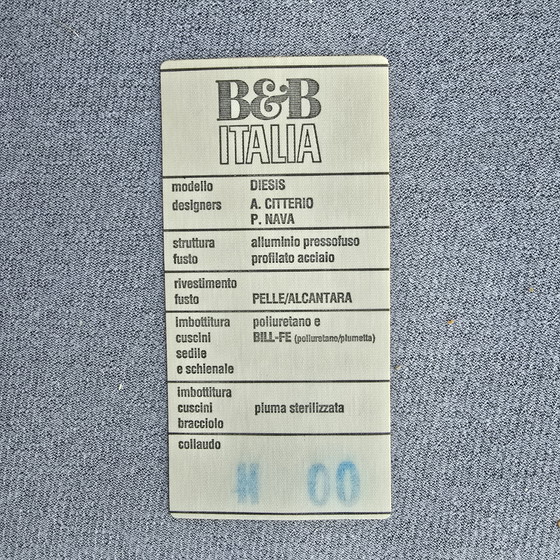 B&B
ITALIA
modello DIESIS
designers A. CITTERIO
P. NAVA
struttura alluminio pressofuso
fusto profilato acciaio
rivestimento
fusto PELLE/ALCANTARA
imbottitura poliuretano e
cuscini BILL-FE (poliuretano/piumetta)
sedile
e schienale
imbottitura
cuscini piuma sterilizzata
bracciolo
collaudo
00